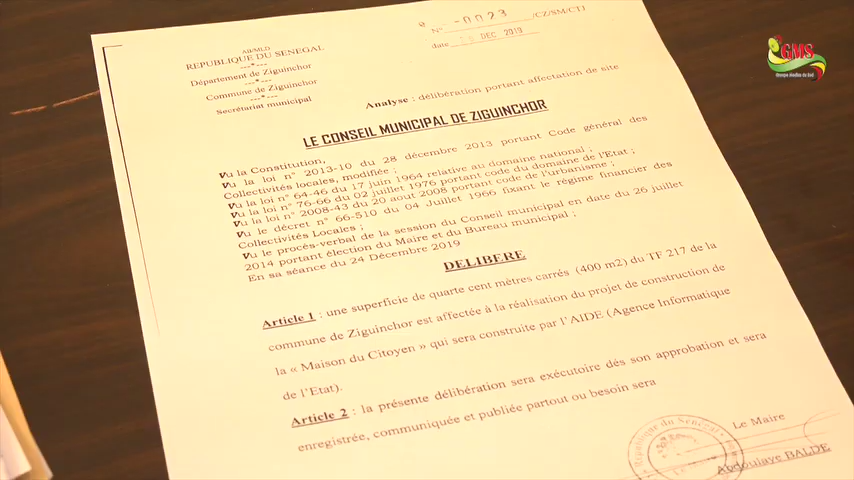 N° -0023 /CZ/SM/CTI
date DEC 2019
AB/MLD
REPUBLIQUE DU SENEGAL
---*---
Département de Ziguinchor
---*---
Commune de Ziguinchor
---*---
Secrétariat municipal
Analyse : délibération portant affectation de site
LE CONSEIL MUNICIPAL DE ZIGUINCHOR
Vu la Constitution,
Vu la loi n° 2013-10 du 28 décembre 2013 portant Code général des
Collectivités locales, modifiée ;
Vu la loi n° 64-46 du 17 juin 1964 relative au domaine national ;
Vu la loi n° 76-66 du 02 juillet 1976 portant code du domaine de l'Etat ;
Vu la loi n° 2008-43 du 20 aout 2008 portant code de l'urbanisme ;
Vu le décret n° 66-510 du 04 Juillet 1966 fixant le régime financier des
Collectivités Locales ;
Vu le procès-verbal de la session du Conseil municipal en date du 26 juillet
2014 portant élection du Maire et du Bureau municipal ;
En sa séance du 24 Décembre 2019
DELIBERE
Article 1 : une superficie de quarte cent mètres carrés (400 m2) du TF 217 de la
commune de Ziguinchor est affectée à la réalisation du projet de construction de
la « Maison du Citoyen » qui sera construite par l'AIDE (Agence Informatique
de l'Etat).
Article 2 : la présente délibération sera exécutoire dés son approbation et sera
enregistrée, communiquée et publiée partout ou besoin sera
Le Maire
République du Sénégal
Abdoulaye BALDE
GMS